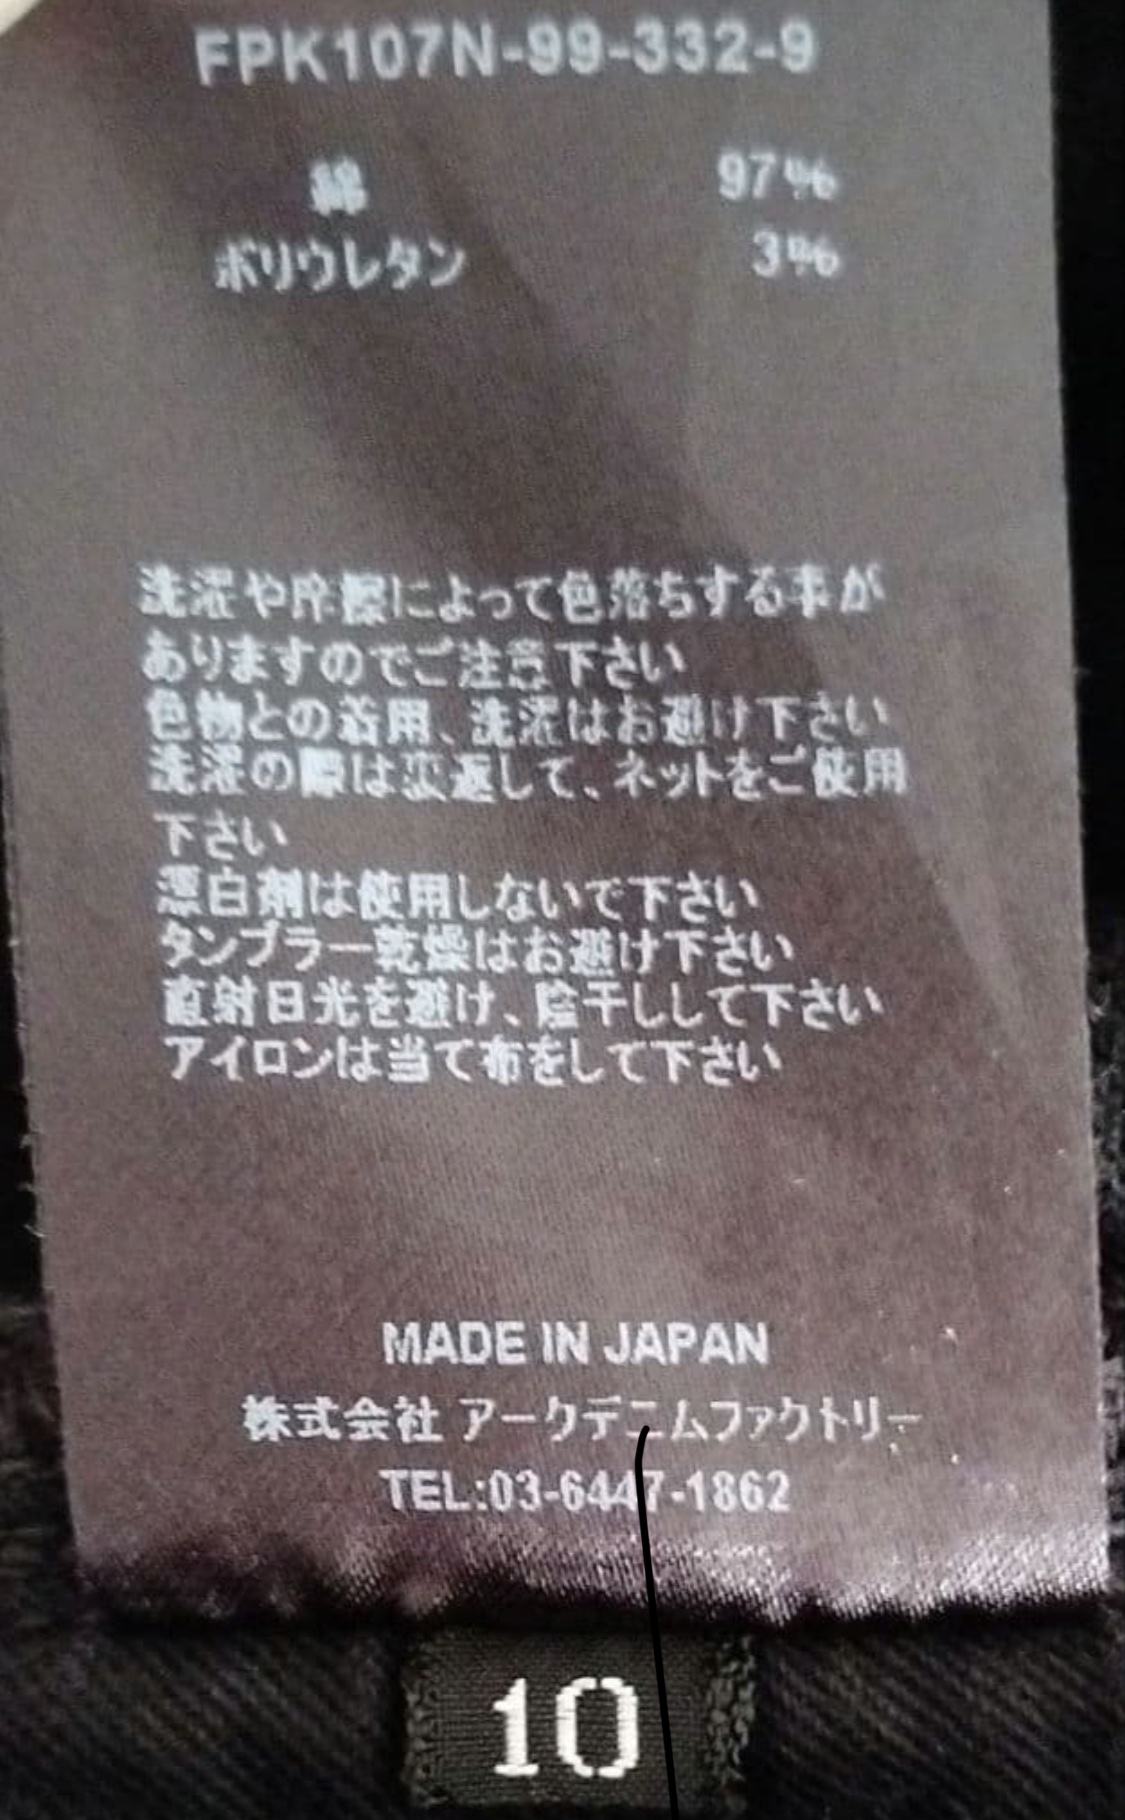 FPK107N-99-332-9
綿 97%
ポリウレタン 3%
洗濯や摩擦によって色落ちする事が
ありますのでご注意下さい
色物との着用、洗濯はお避け下さい
洗濯の際は裏返して、ネットをご使用
下さい
漂白剤は使用しないで下さい
タンブラー乾燥はお避け下さい
直射日光を避け、陰干しして下さい
アイロンは当て布をして下さい
MADE IN JAPAN
株式会社 アークデニムファクトリー
TEL:03-6447-1862
10